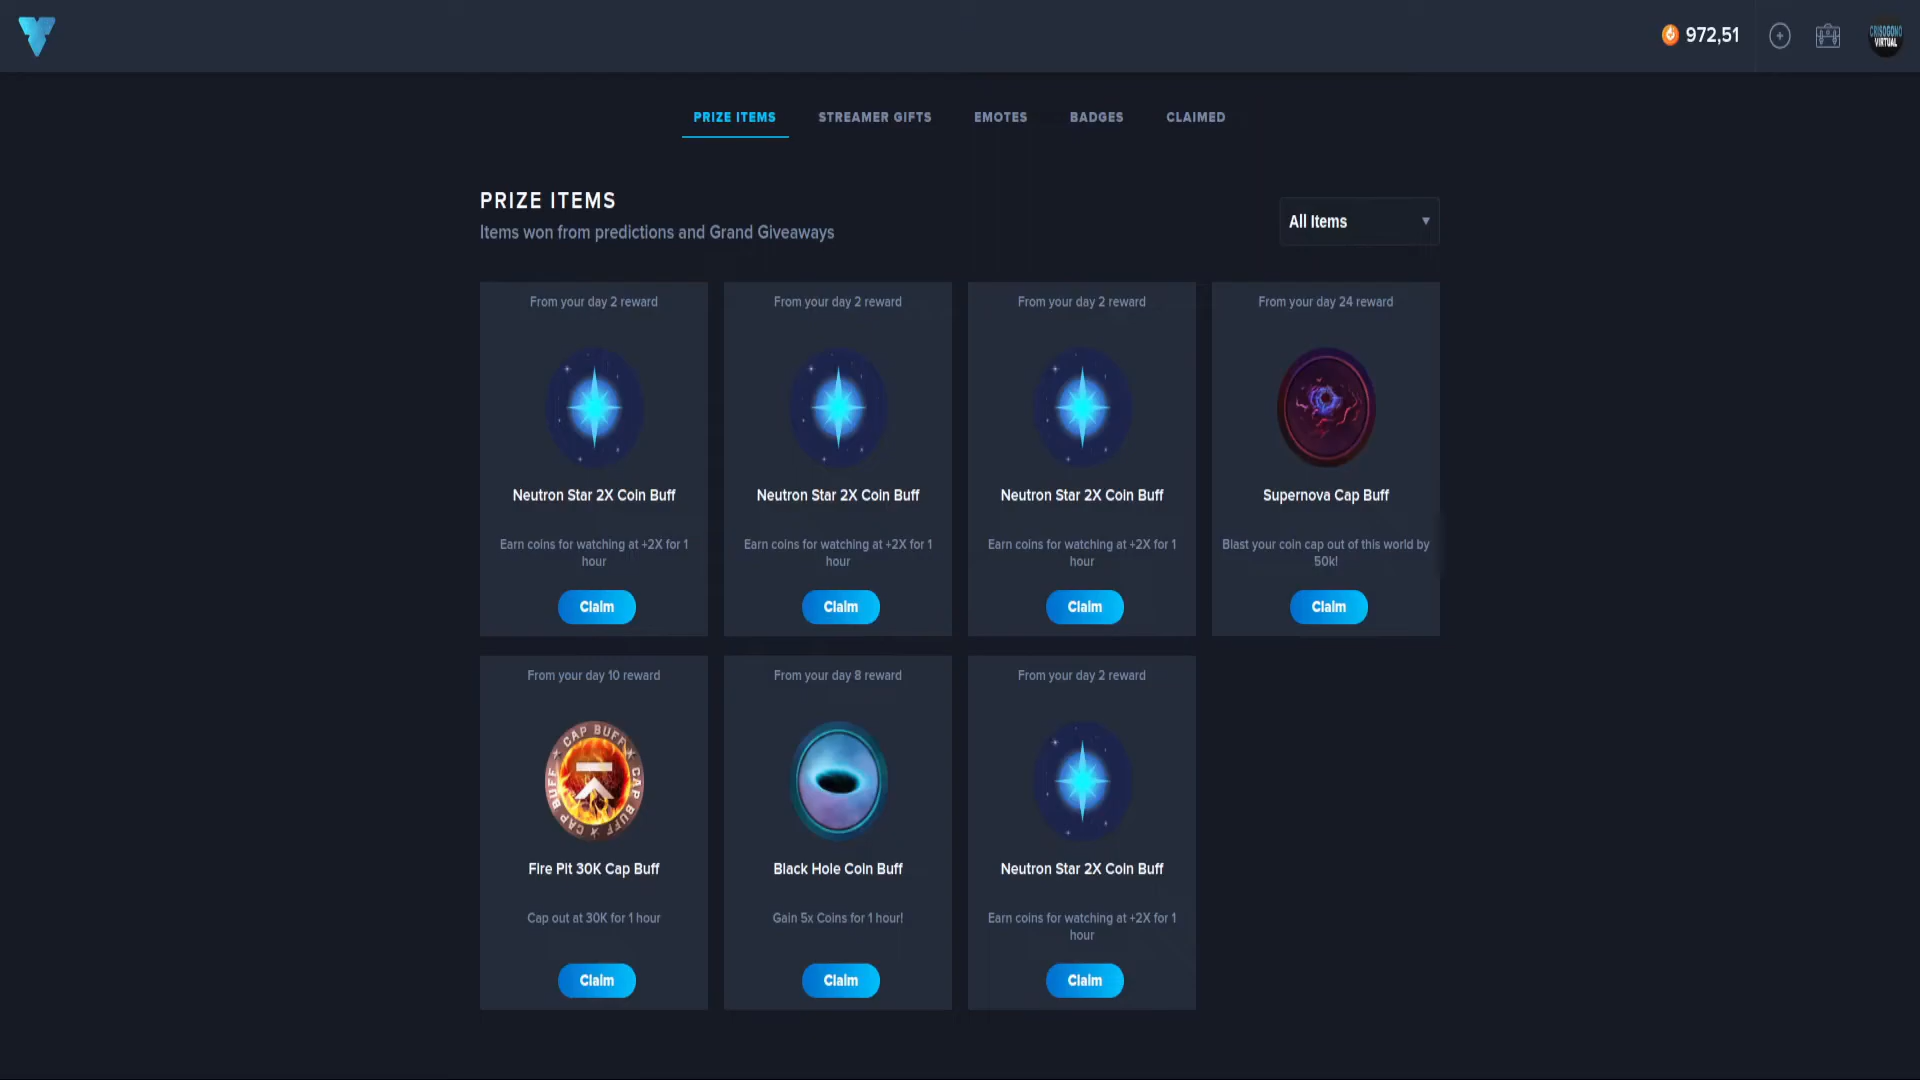 972,51
CRISOGONO
VIRTUAL
PRIZE ITEMS
STREAMER GIFTS
EMOTES
BADGES
CLAIMED
PRIZE ITEMS
Items won from predictions and Grand Giveaways
All Items
From your day 2 reward
Neutron Star 2X Coin Buff
Earn coins for watching at +2X for 1
hour
Claim
From your day 2 reward
Neutron Star 2X Coin Buff
Earn coins for watching at +2X for 1
hour
Claim
From your day 2 reward
Neutron Star 2X Coin Buff
Earn coins for watching at +2X for 1
hour
Claim
From your day 24 reward
Supernova Cap Buff
Blast your coin cap out of this world by
50k!
Claim
From your day 10 reward
CAP BUFF CAP BUFF CAP BUFF
Fire Pit 30K Cap Buff
Cap out at 30K for 1 hour
Claim
From your day 8 reward
Black Hole Coin Buff
Gain 5x Coins for 1 hour!
Claim
From your day 2 reward
Neutron Star 2X Coin Buff
Earn coins for watching at +2X for 1
hour
Claim